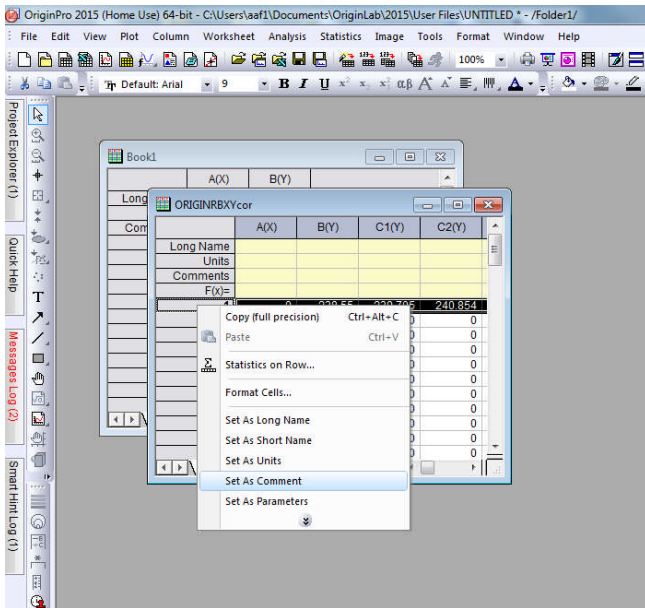 OriginPro 2015 (Home Use) 64-bit - C:\Users\aaf1\Documents\OriginLab\2015\User Files\UNTITLED * - /Folder1/
File Edit View Plot Column Worksheet Analysis Statistics Image Tools Format Window Help
100%
Default: Arial 9 B I U αβ A A A
Project Explorer (1)
Quick Help
Messages Log (2)
Smart Hint Log (1)
T
Book1
A(X) B(Y)
Long
Com
ORIGINRBXYcor
A(X) B(Y) C1(Y) C2(Y)
Long Name
Units
Comments
F(x)=
240.854
0
0
0
0
0
0
0
0
0
0
0
Copy (full precision) Ctrl+Alt+C
Paste Ctrl+V
Statistics on Row...
Format Cells...
Set As Long Name
Set As Short Name
Set As Units
Set As Comment
Set As Parameters